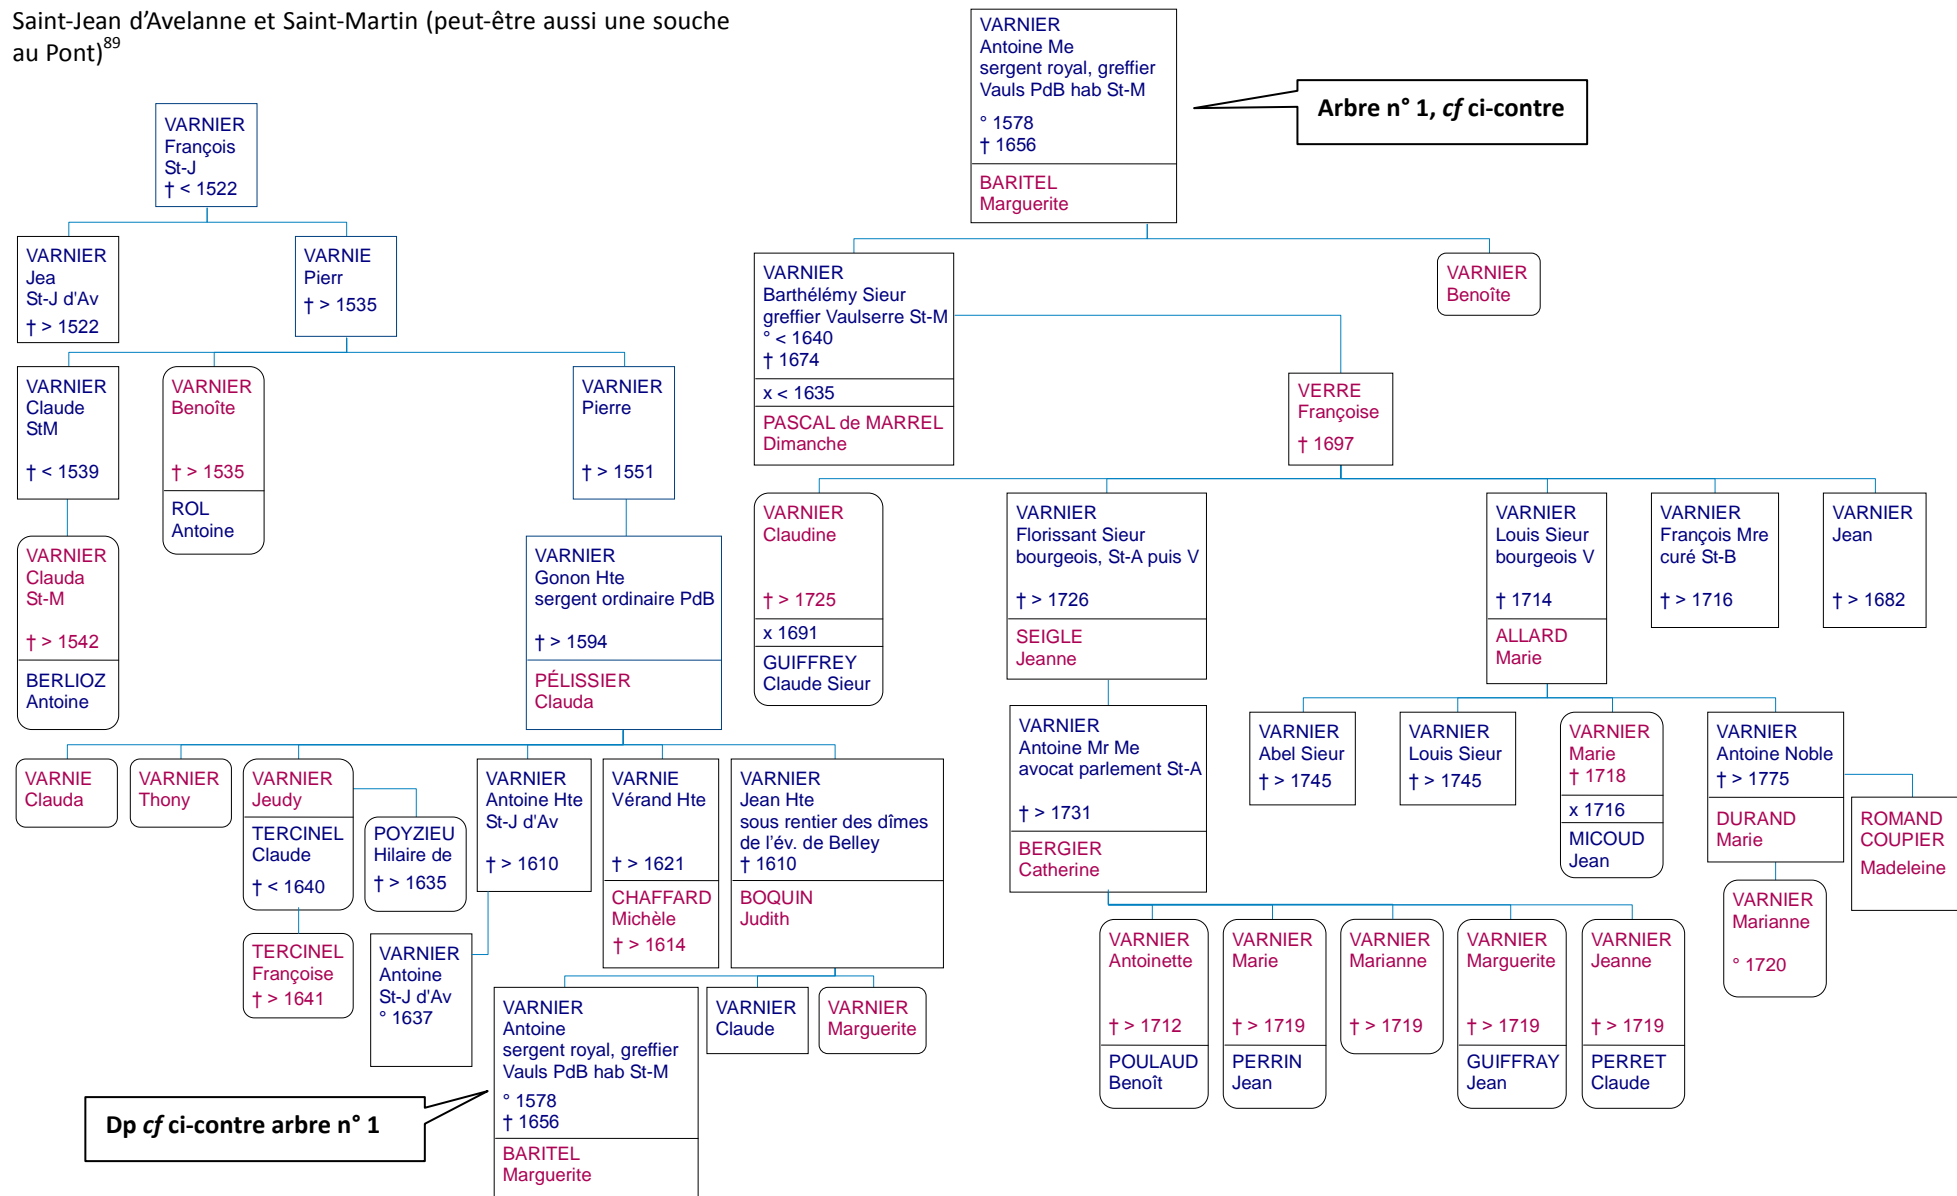 Saint-Jean d'Avelanne et Saint-Martin (peut-être aussi une souche
au Pont)89
VARNIER
François
St-J
† < 1522
VARNIER
Jea
St-J d'Av
† > 1522
VARNIE
Pierr
† > 1535
VARNIER
Claude
StM
† < 1539
VARNIER
Benoîte
† > 1535
ROL
Antoine
VARNIER
Pierre
† > 1551
VARNIER
Clauda
St-M
† > 1542
BERLIOZ
Antoine
VARNIER
Gonon Hte
sergent ordinaire PdB
† > 1594
PÉLISSIER
Clauda
VARNIE
Clauda
VARNIER
Thony
VARNIER
Jeudy
TERCINEL
Claude
† < 1640
POYZIEU
Hilaire de
† > 1635
VARNIER
Antoine Hte
St-J d'Av
† > 1610
VARNIE
Vérand Hte
† > 1621
CHAFFARD
Michèle
† > 1614
VARNIER
Jean Hte
sous rentier des dîmes
de l'év. de Belley
† 1610
BOQUIN
Judith
TERCINEL
Françoise
† > 1641
VARNIER
Antoine
St-J d'Av
° 1637
VARNIER
Antoine
sergent royal, greffier
Vauls PdB hab St-M
° 1578
† 1656
BARITEL
Marguerite
VARNIER
Claude
VARNIER
Marguerite
Dp cf ci-contre arbre n° 1
VARNIER
Antoine Me
sergent royal, greffier
Vauls PdB hab St-M
° 1578
† 1656
BARITEL
Marguerite
Arbre n° 1, cf ci-contre
VARNIER
Barthélémy Sieur
greffier Vaulserre St-M
° < 1640
† 1674
x < 1635
PASCAL de MARREL
Dimanche
VARNIER
Benoîte
VERRE
Françoise
† 1697
VARNIER
Claudine
† > 1725
x 1691
GUIFFREY
Claude Sieur
VARNIER
Florissant Sieur
bourgeois, St-A puis V
† > 1726
SEIGLE
Jeanne
VARNIER
Louis Sieur
bourgeois V
† 1714
ALLARD
Marie
VARNIER
François Mre
curé St-B
† > 1716
VARNIER
Jean
† > 1682
VARNIER
Antoine Mr Me
avocat parlement St-A
† > 1731
BERGIER
Catherine
VARNIER
Abel Sieur
† > 1745
VARNIER
Louis Sieur
† > 1745
VARNIER
Marie
† 1718
x 1716
MICOUD
Jean
VARNIER
Antoine Noble
† > 1775
DURAND
Marie
ROMAND
COUPIER
Madeleine
VARNIER
Marianne
° 1720
VARNIER
Antoinette
† > 1712
POULAUD
Benoît
VARNIER
Marie
† > 1719
PERRIN
Jean
VARNIER
Marianne
† > 1719
VARNIER
Marguerite
† > 1719
GUIFFRAY
Jean
VARNIER
Jeanne
† > 1719
PERRET
Claude